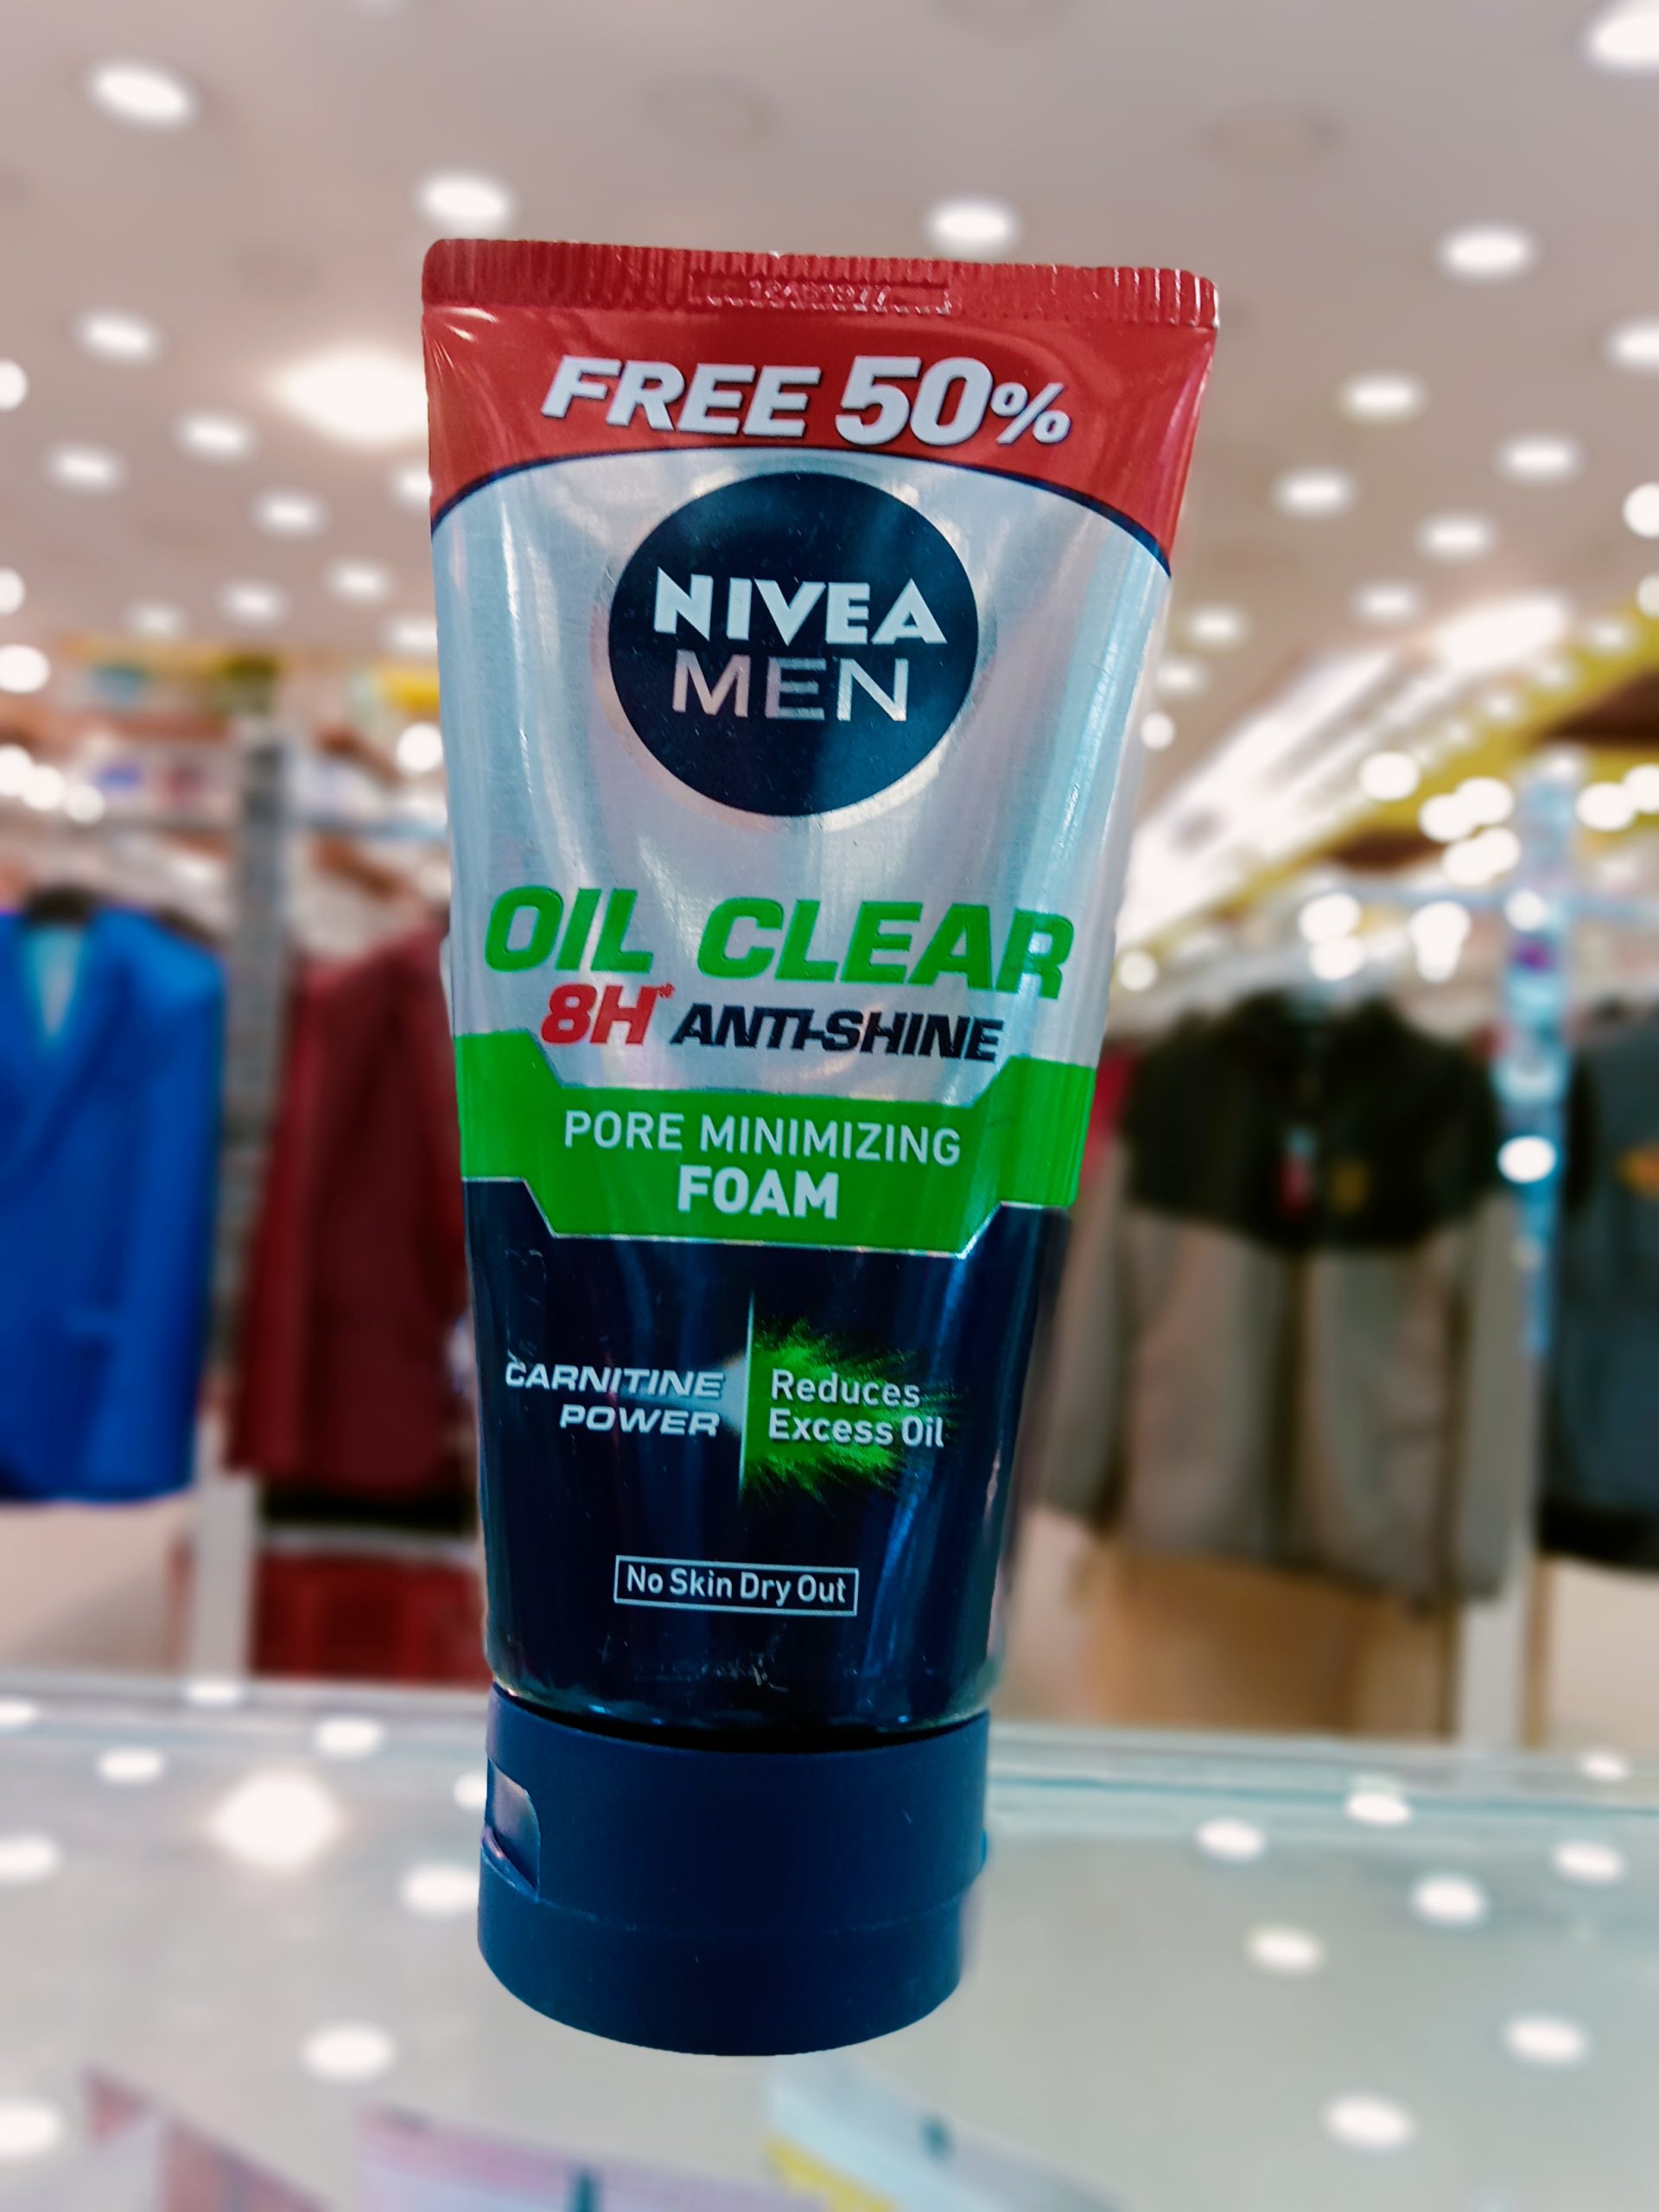 FREE 50%
NIVEA
MEN
OIL CLEAR
8H* ANTI-SHINE
PORE MINIMIZING
FOAM
CARNITINE
POWER
Reduces
Excess Oil
No Skin Dry Out